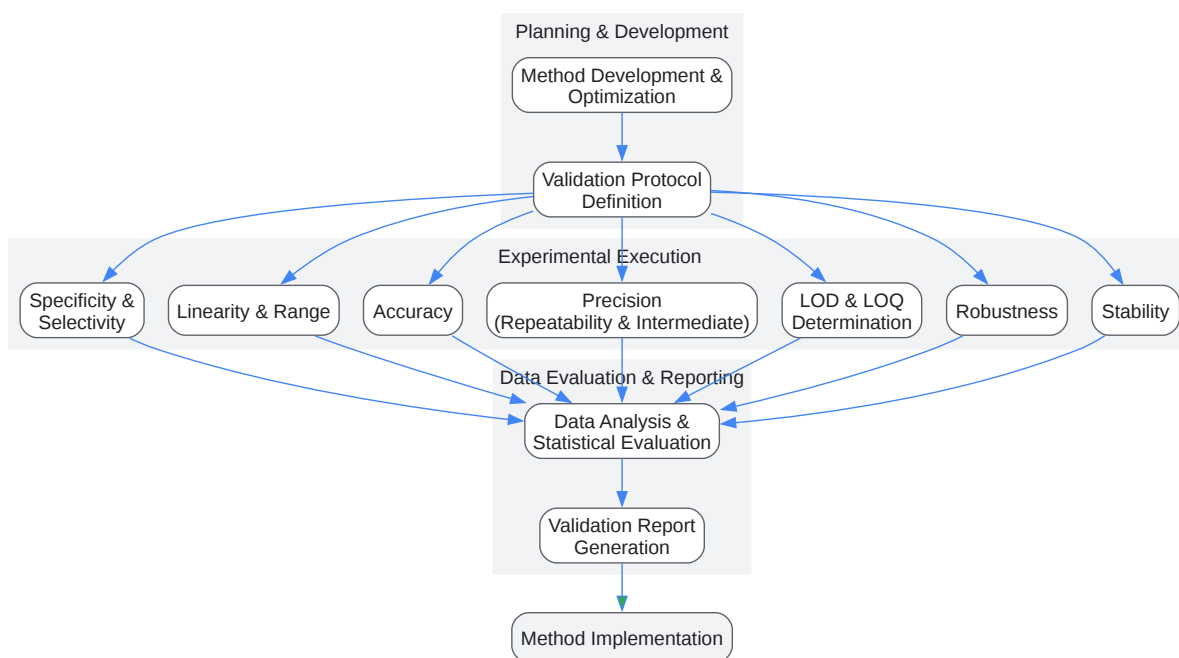 Planning & Development
Method Development &
Optimization
Validation Protocol
Definition
Experimental Execution
Specificity &
Selectivity
Linearity & Range
Accuracy
Precision
(Repeatability & Intermediate)
LOD & LOQ
Determination
Robustness
Stability
Data Evaluation & Reporting
Data Analysis &
Statistical Evaluation
Validation Report
Generation
Method Implementation